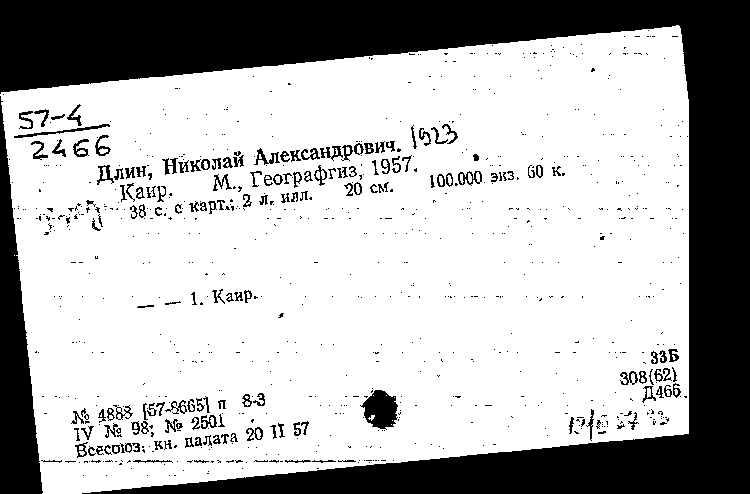 57-4
2466
Длин, Николай Александрович. 1923
Каир. М., Географгиз, 1957.
38 с. с карт.; 2 л. илл. 20 см. 100.000 экз. 60 к.
— — 1. Каир.
33Б
308(62)
Д466
№ 4883 [57-8665] п 8-3
IV № 98; № 2501
Всесоюз. кн. палата 20 II 57